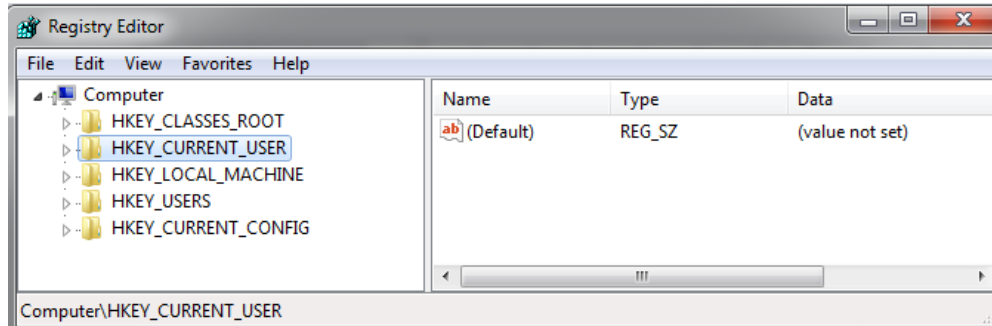 Registry Editor
File Edit View Favorites Help
Computer
HKEY_CLASSES_ROOT
HKEY_CURRENT_USER
HKEY_LOCAL_MACHINE
HKEY_USERS
HKEY_CURRENT_CONFIG
Name Type Data
ab (Default) REG_SZ (value not set)
Computer\HKEY_CURRENT_USER